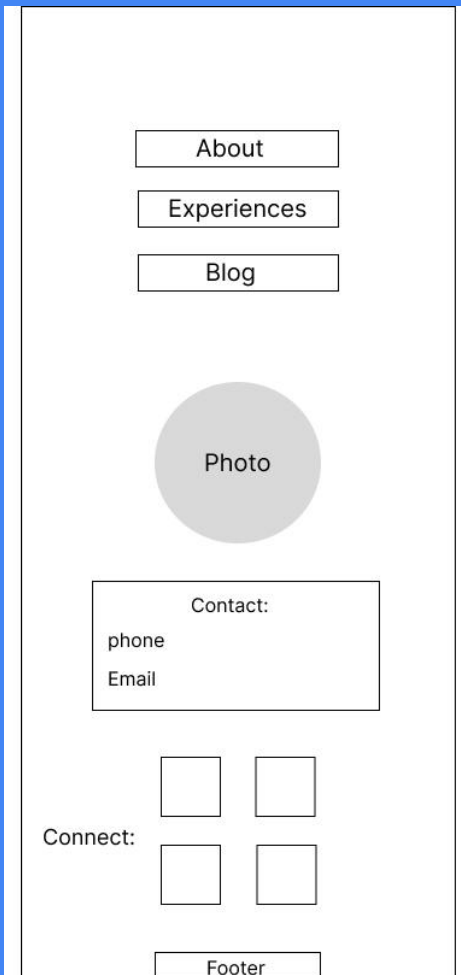 About
Experiences
Blog
Photo
Contact:
phone
Email
Connect:
Footer